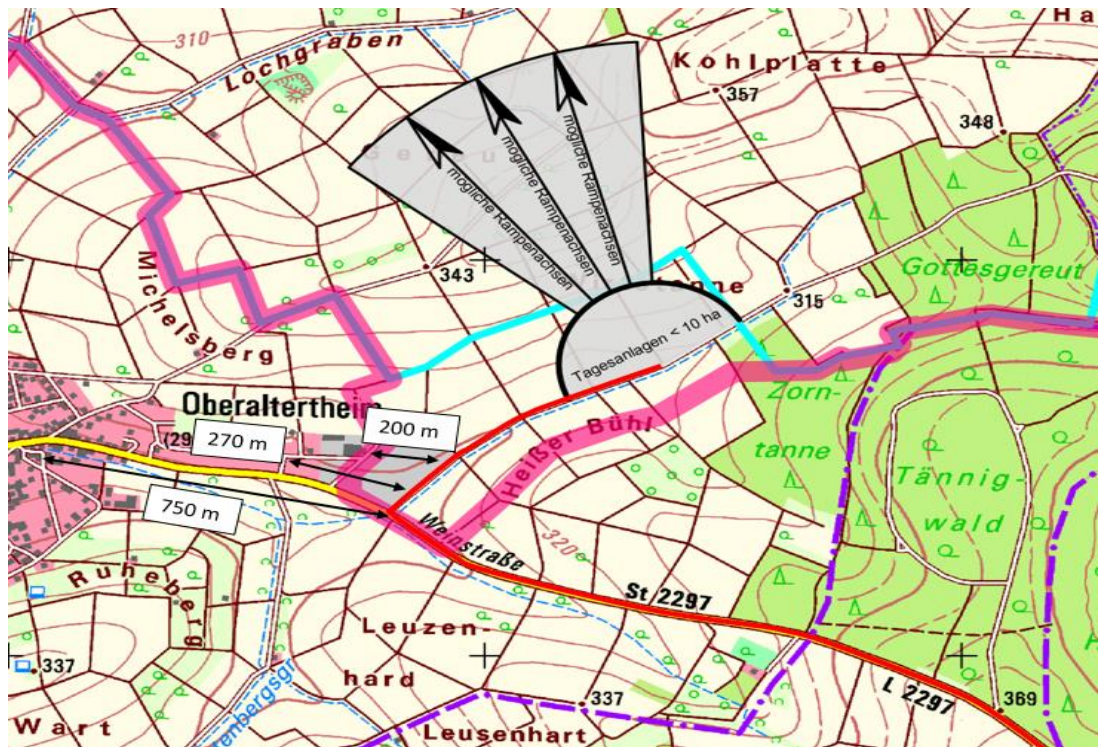 Ha
310
Lochgraben
Kohlplatte
357
348
mögliche Rampenachsen
mögliche Rampenachsen
mögliche Rampenachsen
Gottesgereut
343
315
Michelsberg
Tagesanlagen < 10 ha
Oberaltertheim
200 m
270 m
(29
750 m
Heißer Bühl
Zorn-
tanne
Tännig-
wald
Weinstraße
320
St 2297
Ruheberg
Leuzen-
hard
337
337
L 2297
369
Wart
Leusenhart